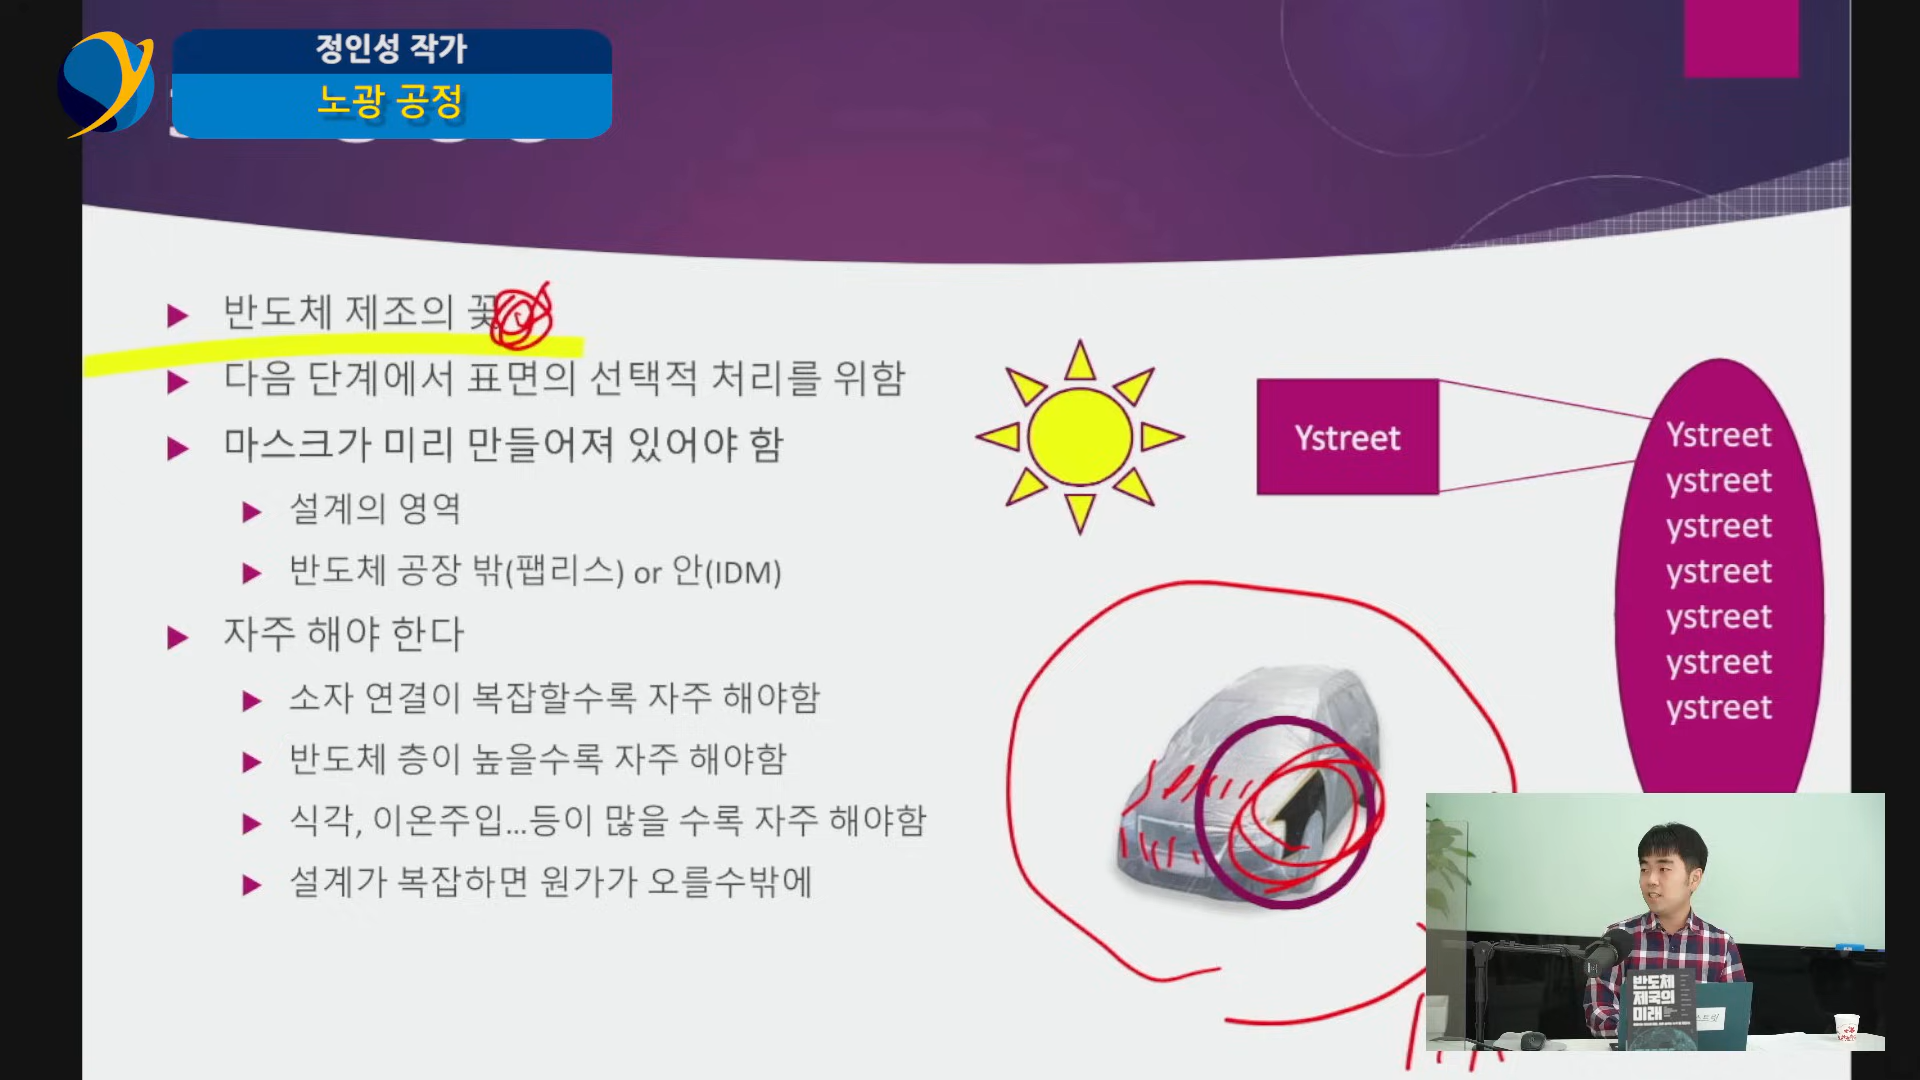 정인성 작가
노광 공정
반도체 제조의 꽃
다음 단계에서 표면의 선택적 처리를 위함
마스크가 미리 만들어져 있어야 함
설계의 영역
반도체 공장 밖(팹리스) or 안(IDM)
자주 해야 한다
소자 연결이 복잡할수록 자주 해야함
반도체 층이 높을수록 자주 해야함
식각, 이온주입...등이 많을 수록 자주 해야함
설계가 복잡하면 원가가 오를수밖에
Ystreet
Ystreet
ystreet
ystreet
ystreet
ystreet
ystreet
ystreet
반도체
제국의
미래